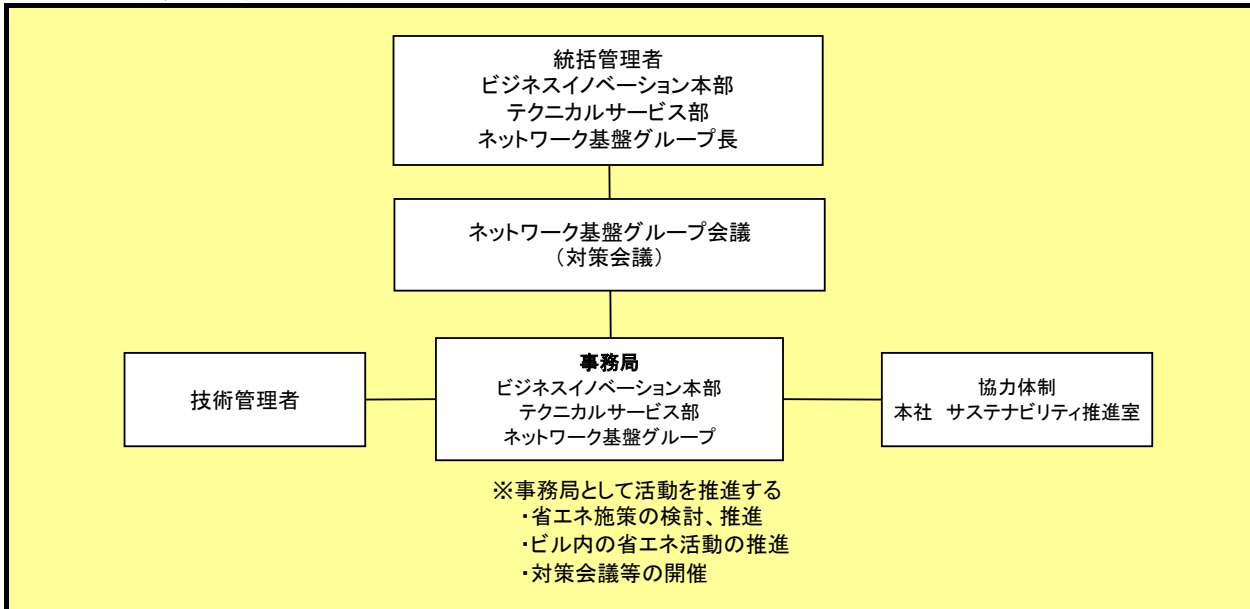 統括管理者
ビジネスイノベーション本部
テクニカルサービス部
ネットワーク基盤グループ長
ネットワーク基盤グループ会議
（対策会議）
技術管理者
事務局
ビジネスイノベーション本部
テクニカルサービス部
ネットワーク基盤グループ
協力体制
本社　サステナビリティ推進室
※事務局として活動を推進する
・省エネ施策の検討、推進
・ビル内の省エネ活動の推進
・対策会議等の開催